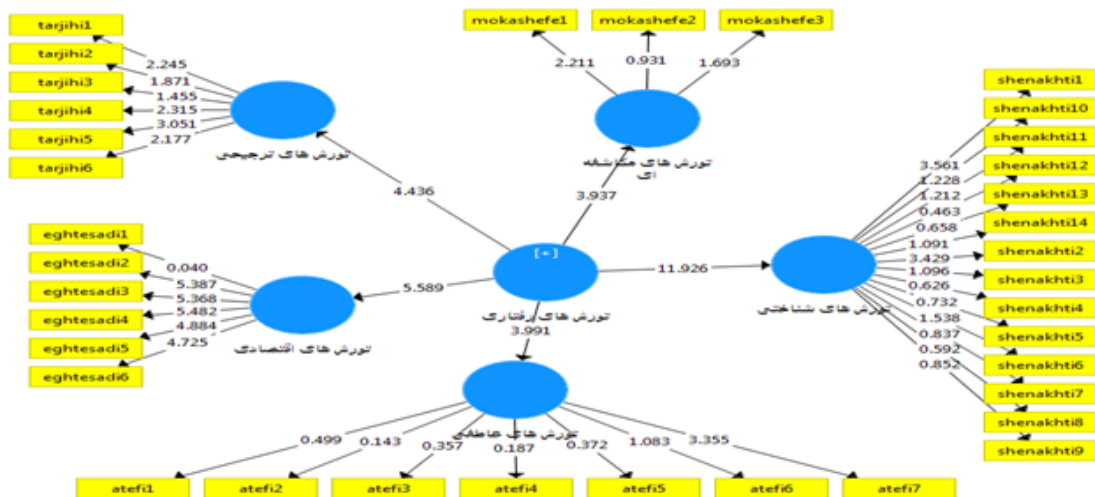 tarjihi1
tarjihi2
tarjihi3
tarjihi4
tarjihi5
tarjihi6
2.245
1.871
1.455
2.315
3.051
2.177
تورش های ترجیحی
4.436
mokashefe1
mokashefe2
mokashefe3
2.211
0.931
1.693
تورش های مکاشفه
ای
3.937
eghtesadi1
eghtesadi2
eghtesadi3
eghtesadi4
eghtesadi5
eghtesadi6
0.040
5.387
5.368
5.482
4.884
4.725
تورش های اقتصادی
5.589
[+]
تورش های رفتاری
3.991
11.926
تورش های شناختی
3.561
1.228
1.212
0.463
0.658
1.091
3.429
1.096
0.626
0.732
1.538
0.837
0.592
0.852
shenakhti1
shenakhti10
shenakhti11
shenakhti12
shenakhti13
shenakhti14
shenakhti2
shenakhti3
shenakhti4
shenakhti5
shenakhti6
shenakhti7
shenakhti8
shenakhti9
تورش های عاطفی
0.499
0.143
0.357
0.187
0.372
1.083
3.355
atefi1
atefi2
atefi3
atefi4
atefi5
atefi6
atefi7